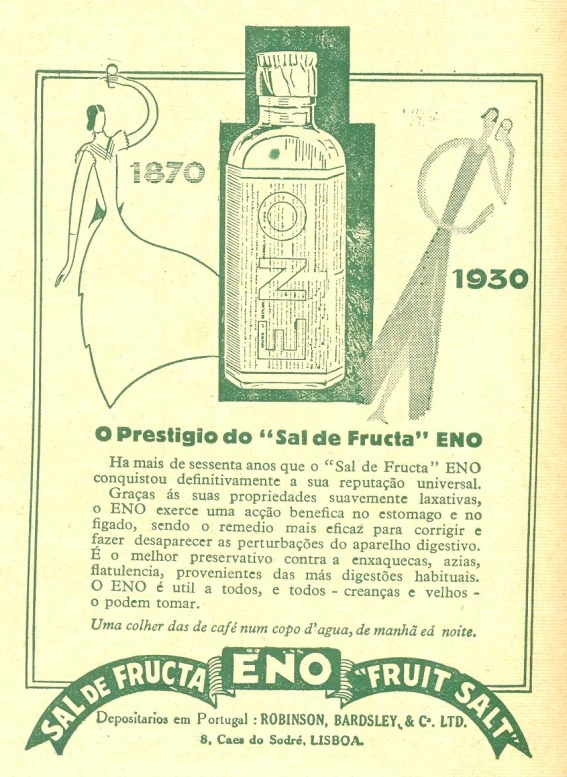 1870
ENO
1930
O Prestigio do "Sal de Fructa" ENO
Ha mais de sessenta anos que o "Sal de Fructa" ENO
conquistou definitivamente a sua reputação universal.
Graças ás suas propriedades suavemente laxativas,
o ENO exerce uma acção benefica no estomago e no
figado, sendo o remedio mais eficaz para corrigir e
fazer desaparecer as perturbações do aparelho digestivo.
É o melhor preservativo contra a enxaquecas, azias,
flatulencia, provenientes das más digestões habituais.
O ENO é util a todos, e todos - creanças e velhos -
o podem tomar.
Uma colher das de café num copo d'agua, de manhã eá noite.
SAL DE FRUCTA ENO "FRUIT SALT"
Depositarios em Portugal : ROBINSON, BARDSLEY, & Cª. LTD.
8, Caes do Sodré, LISBOA.